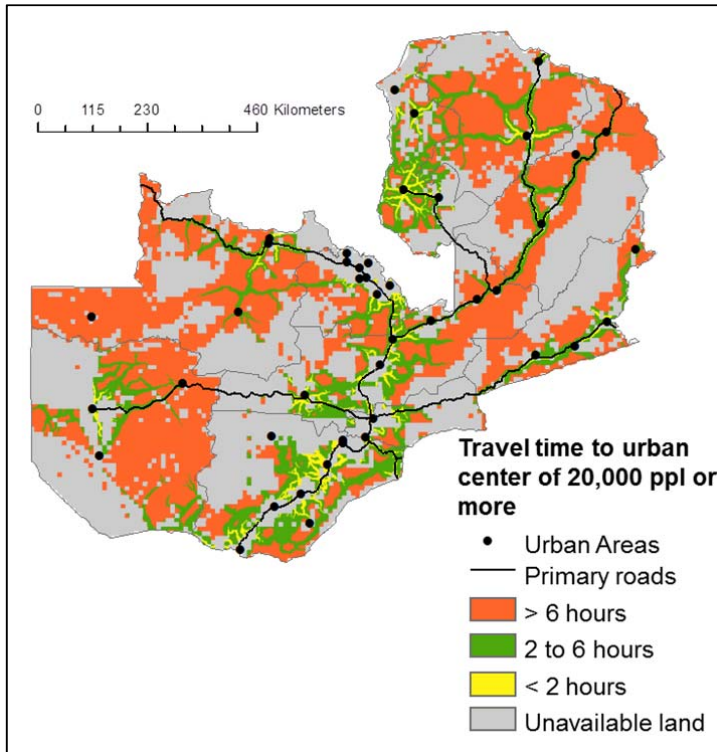 0 115 230 460 Kilometers
Travel time to urban
center of 20,000 ppl or
more
Urban Areas
Primary roads
> 6 hours
2 to 6 hours
< 2 hours
Unavailable land